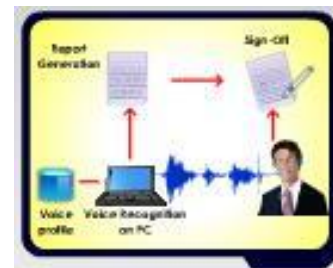 Report
Generation
Sign-Off
Voice
profile
Voice Recognition
on PC